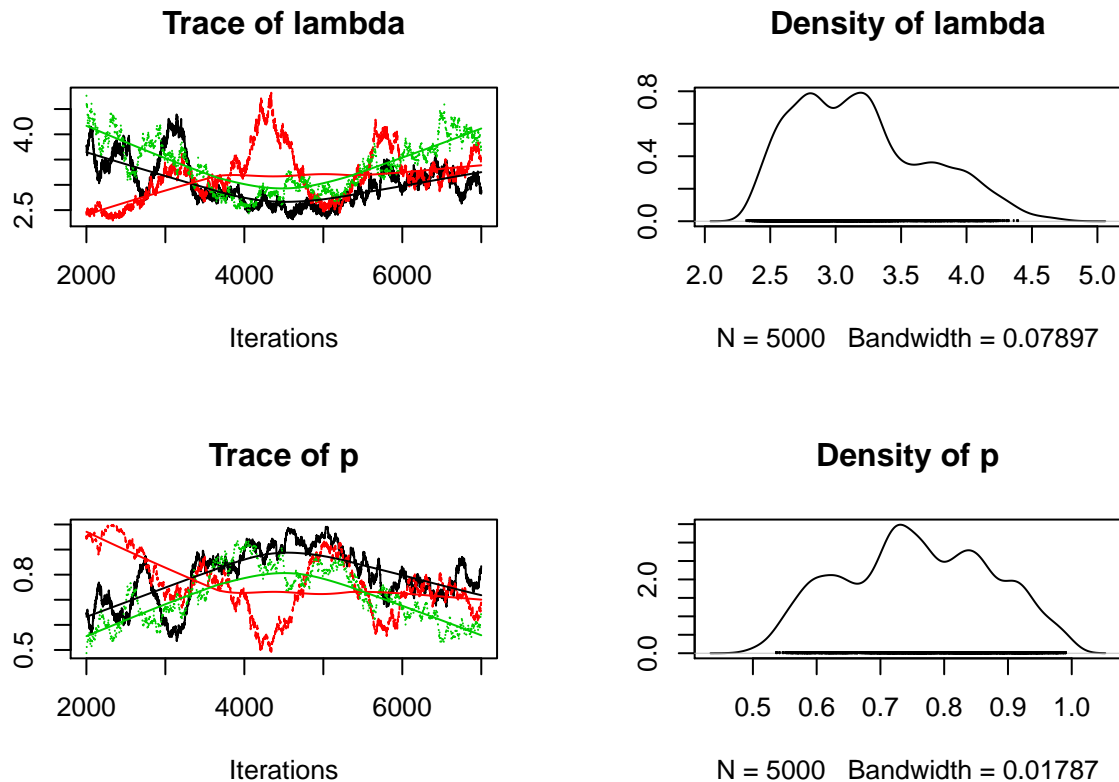 Trace of lambda
4.0
2.5
2000 4000 6000
Iterations
Density of lambda
0.8
0.4
0.0
2.0 2.5 3.0 3.5 4.0 4.5 5.0
N = 5000 Bandwidth = 0.07897
Trace of p
0.8
0.5
2000 4000 6000
Iterations
Density of p
2.0
0.0
0.5 0.6 0.7 0.8 0.9 1.0
N = 5000 Bandwidth = 0.01787